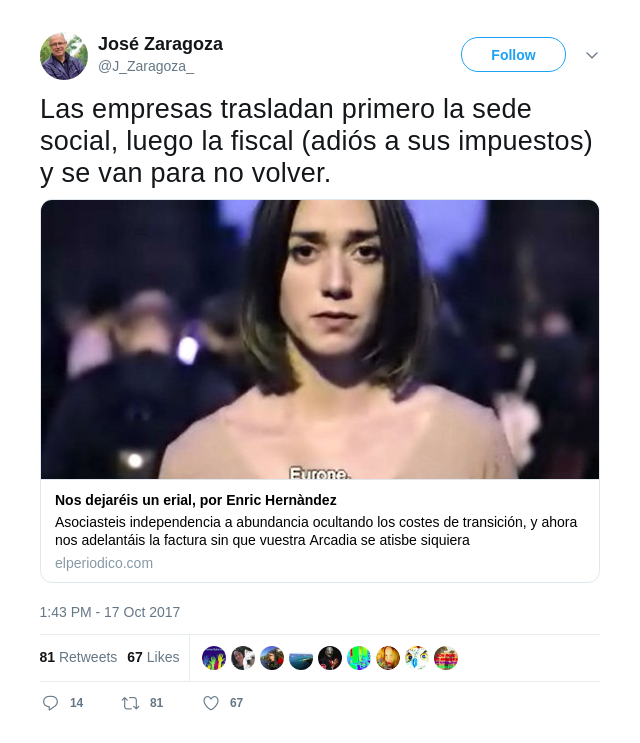 José Zaragoza
@J_Zaragoza_
Follow
Las empresas trasladan primero la sede
social, luego la fiscal (adiós a sus impuestos)
y se van para no volver.
Europe.
Nos dejaréis un erial, por Enric Hernàndez
Asociasteis independencia a abundancia ocultando los costes de transición, y ahora
nos adelantáis la factura sin que vuestra Arcadia se atisbe siquiera
elperiodico.com
1:43 PM - 17 Oct 2017
81 Retweets 67 Likes
14 81 67